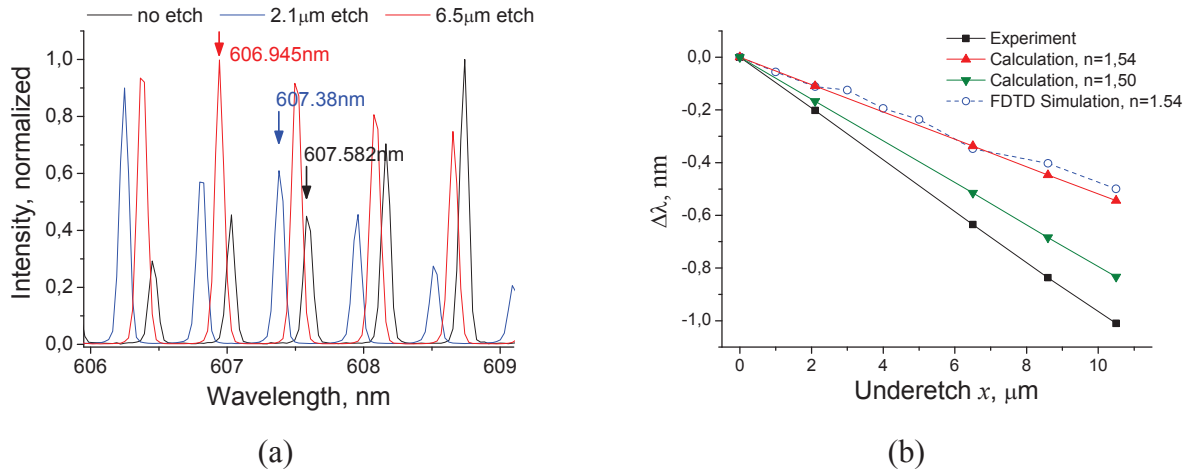 no etch 2.1μm etch 6.5μm etch
1,0
0,8
0,6
0,4
0,2
0,0
Intensity, normalized
606.945nm
607.38nm
607.582nm
606 607 608 609
Wavelength, nm
(a)
Experiment
Calculation, n=1,54
Calculation, n=1,50
FDTD Simulation, n=1.54
0,0
-0,2
-0,4
-0,6
-0,8
-1,0
Δλ, nm
0 2 4 6 8 10
Underetch x, μm
(b)